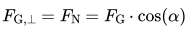 F_{G,⊥} = F_N = F_G · cos(α)